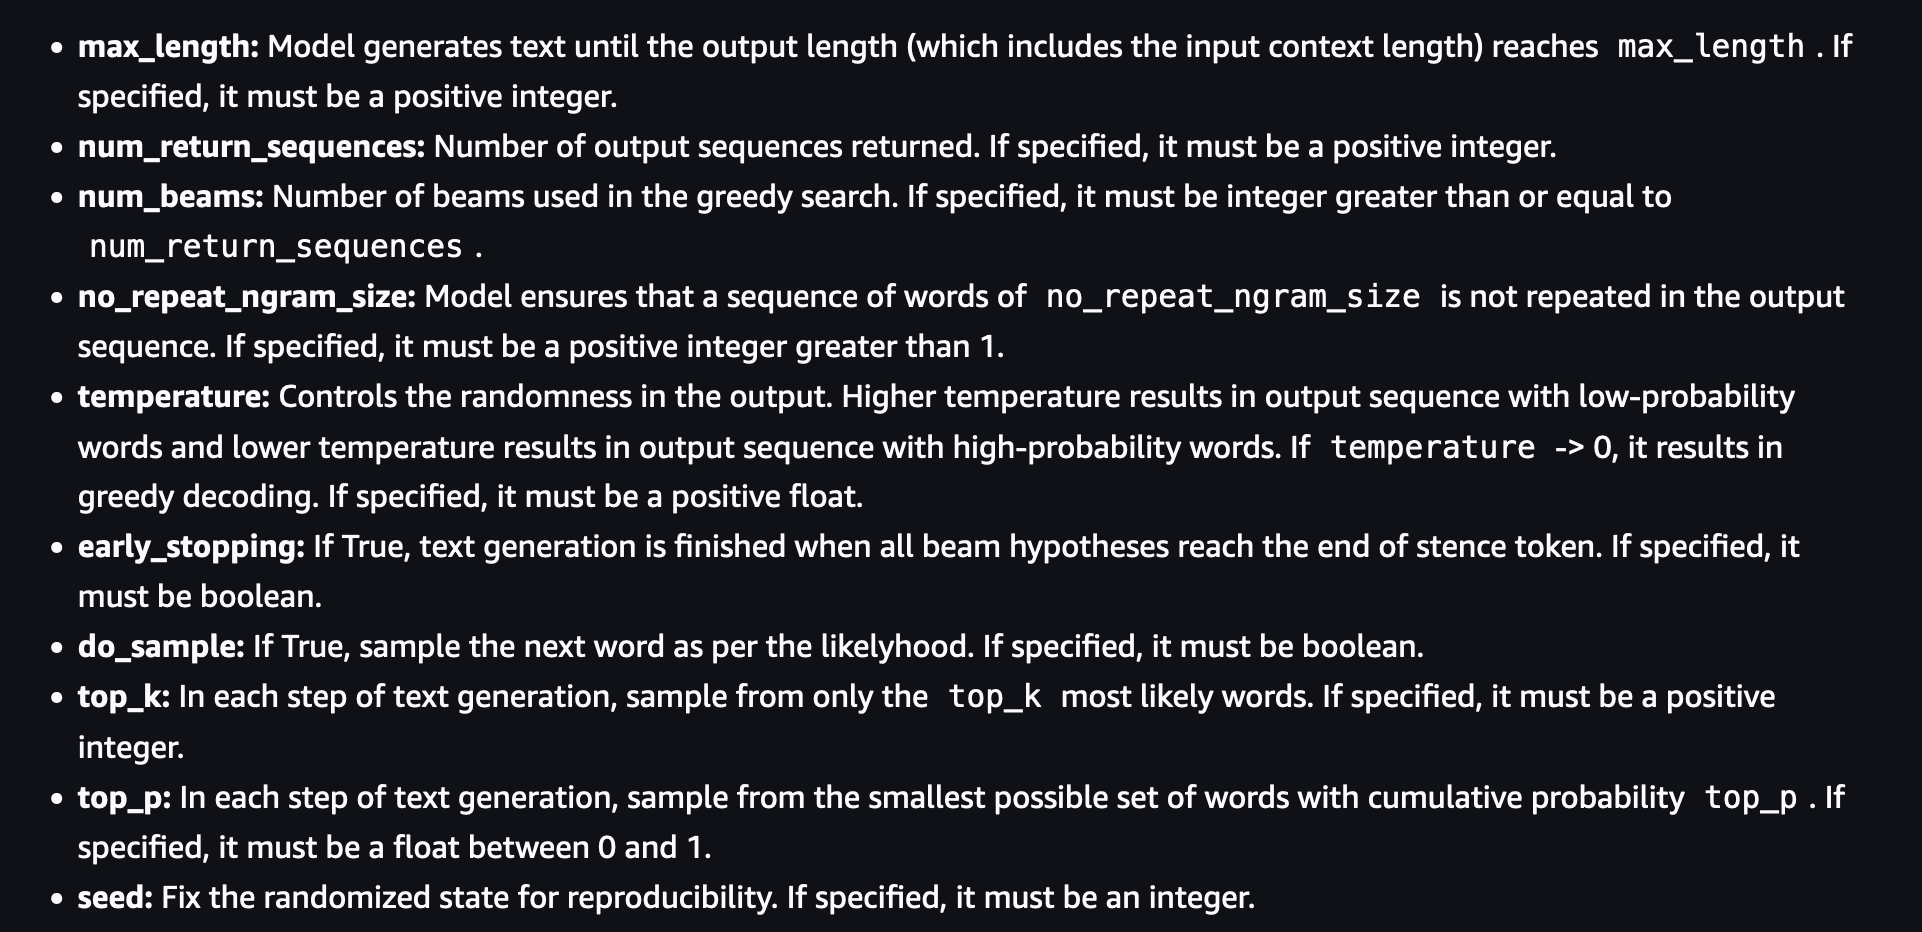 • max_length: Model generates text until the output length (which includes the input context length) reaches max_length . If
specified, it must be a positive integer.
• num_return_sequences: Number of output sequences returned. If specified, it must be a positive integer.
• num_beams: Number of beams used in the greedy search. If specified, it must be integer greater than or equal to
num_return_sequences .
• no_repeat_ngram_size: Model ensures that a sequence of words of no_repeat_ngram_size is not repeated in the output
sequence. If specified, it must be a positive integer greater than 1.
• temperature: Controls the randomness in the output. Higher temperature results in output sequence with low-probability
words and lower temperature results in output sequence with high-probability words. If temperature -> 0, it results in
greedy decoding. If specified, it must be a positive float.
• early_stopping: If True, text generation is finished when all beam hypotheses reach the end of stence token. If specified, it
must be boolean.
• do_sample: If True, sample the next word as per the likelyhood. If specified, it must be boolean.
• top_k: In each step of text generation, sample from only the top_k most likely words. If specified, it must be a positive
integer.
• top_p: In each step of text generation, sample from the smallest possible set of words with cumulative probability top_p . If
specified, it must be a float between 0 and 1.
• seed: Fix the randomized state for reproducibility. If specified, it must be an integer.